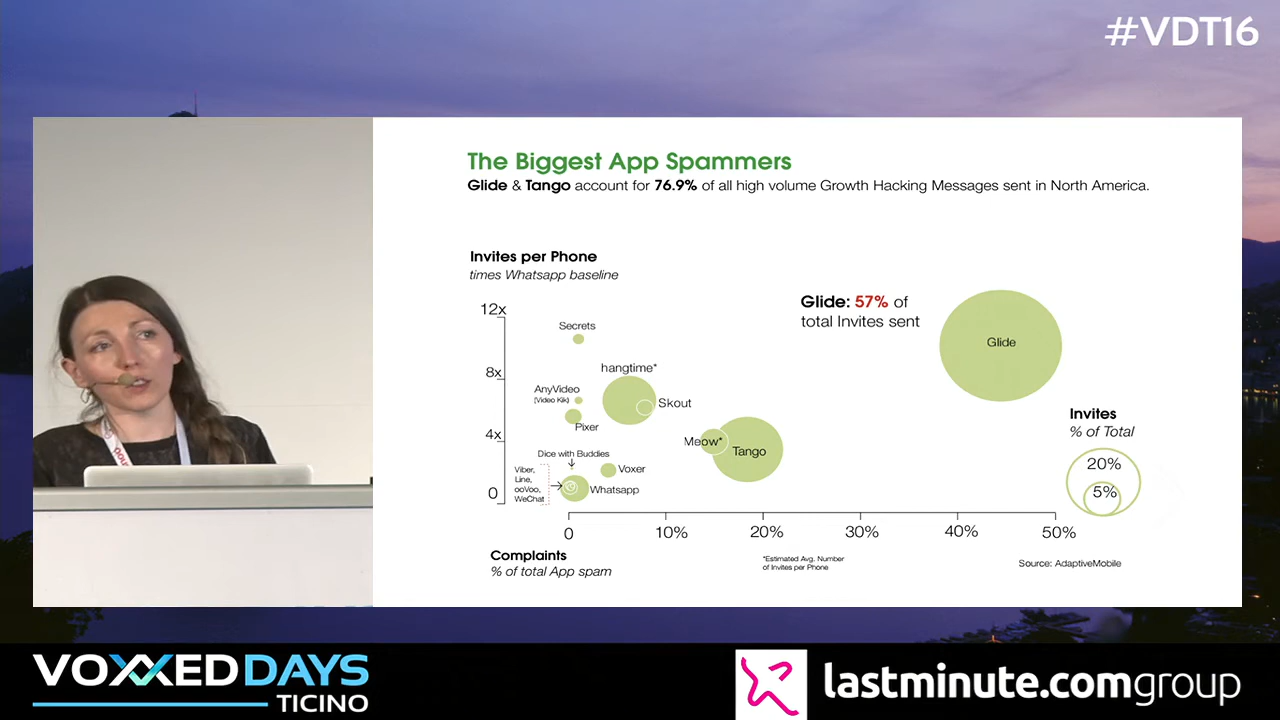 #VDT16
The Biggest App Spammers
Glide & Tango account for 76.9% of all high volume Growth Hacking Messages sent in North America.
Invites per Phone
times Whatsapp baseline
12x
8x
4x
0
Secrets
hangtime*
AnyVideo
(Video Kik)
Skout
Pixer
Meow*
Tango
Dice with Buddies
Viber,
Line,
ooVoo,
WeChat
Voxer
Whatsapp
Glide: 57% of
total Invites sent
Glide
Invites
% of Total
20%
5%
0
10%
20%
30%
40%
50%
Complaints
% of total App spam
*Estimated Avg. Number
of Invites per Phone
Source: AdaptiveMobile
VOXXED DAYS
TICINO
lastminute.comgroup